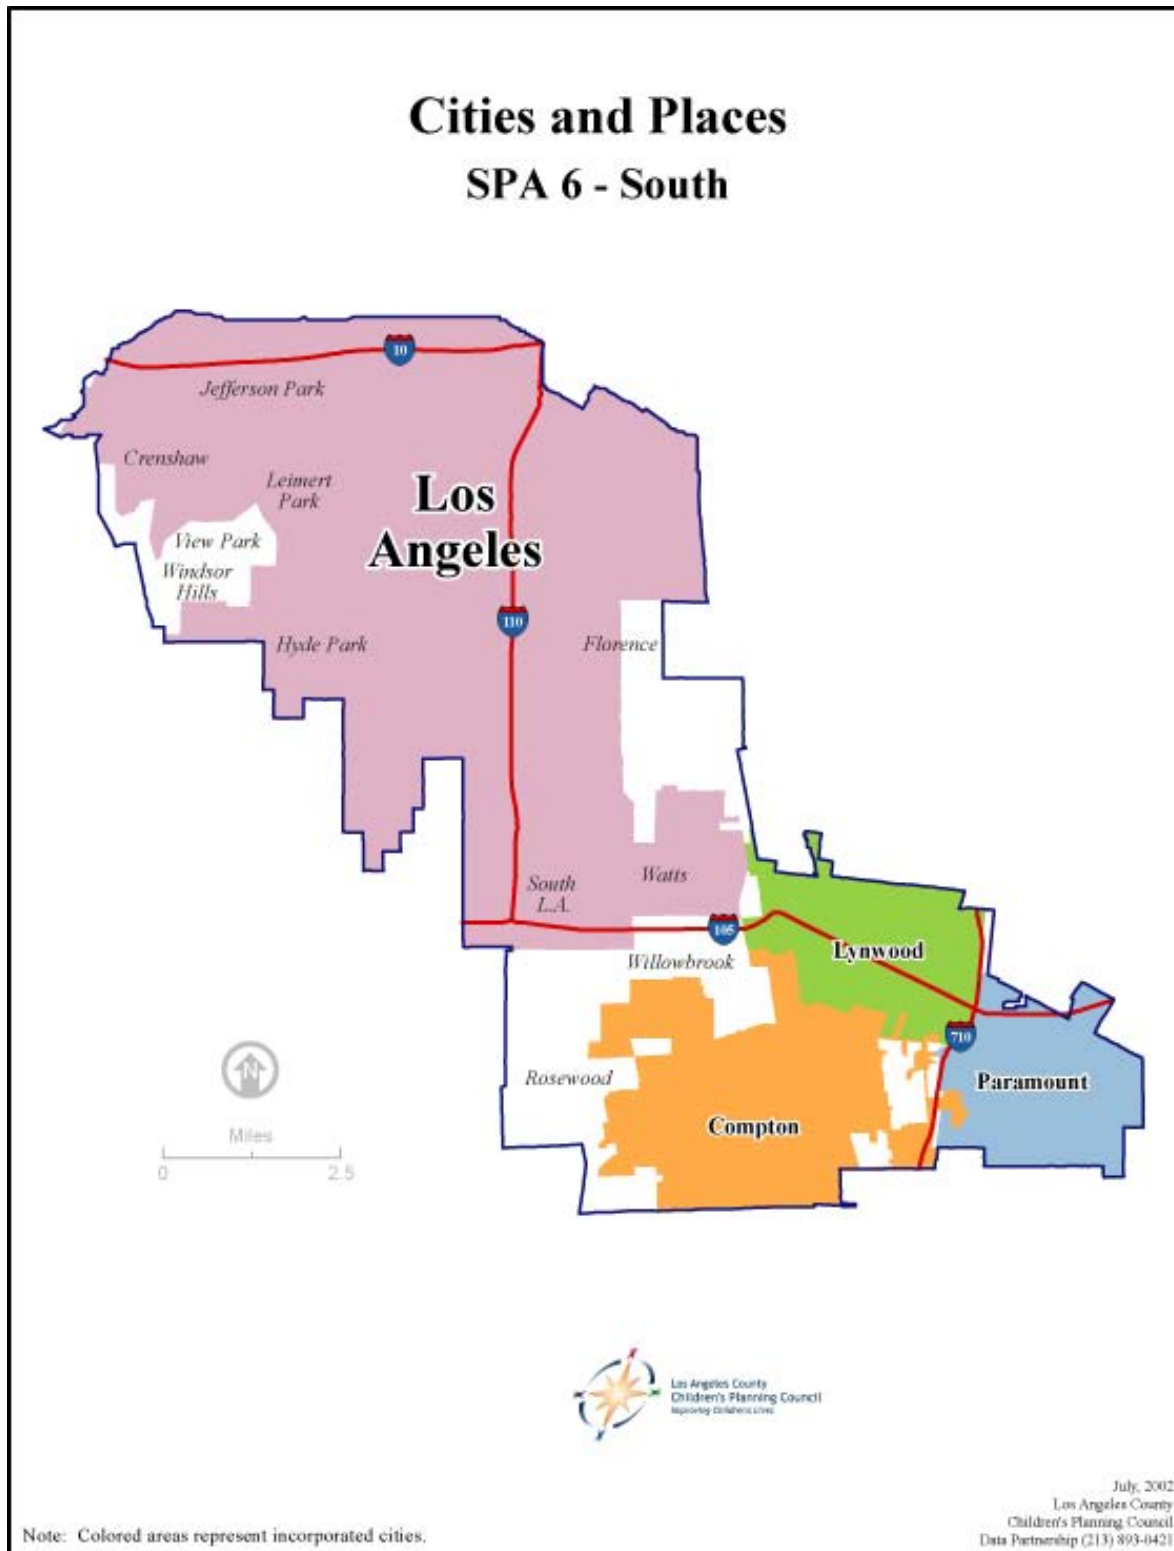 Cities and Places
SPA 6 - South
10
Jefferson Park
Crenshaw
Leimert
Park
Los
Angeles
View Park
Windsor
Hills
110
Hyde Park
Florence
Watts
South
L.A.
105
Lynwood
Willowbrook
710
N
Rosewood
Paramount
Compton
Miles
0
2.5
Los Angeles County
Children's Planning Council
Improving Children's Lives
July, 2002
Los Angeles County
Children's Planning Council
Data Partnership (213) 893-0421
Note: Colored areas represent incorporated cities.